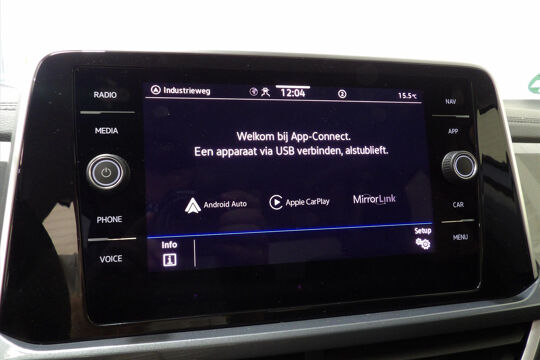 RADIO
MEDIA
PHONE
VOICE
Industrieweg 12:04 2 15.5°C
Welkom bij App-Connect.
Een apparaat via USB verbinden, alstublieft.
Android Auto Apple CarPlay MirrorLink
Info
Setup
NAV
APP
CAR
MENU